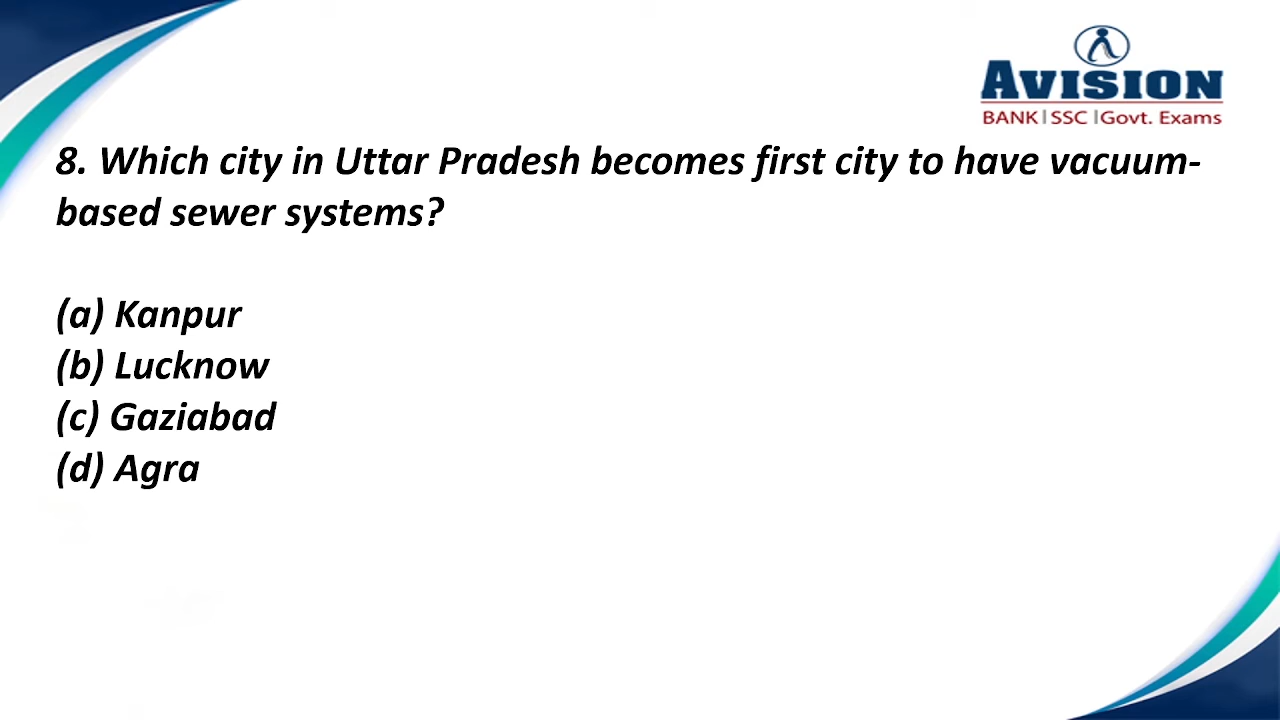 AVISION
BANK|SSC|Govt. Exams
8. Which city in Uttar Pradesh becomes first city to have vacuum-
based sewer systems?
(a) Kanpur
(b) Lucknow
(c) Gaziabad
(d) Agra